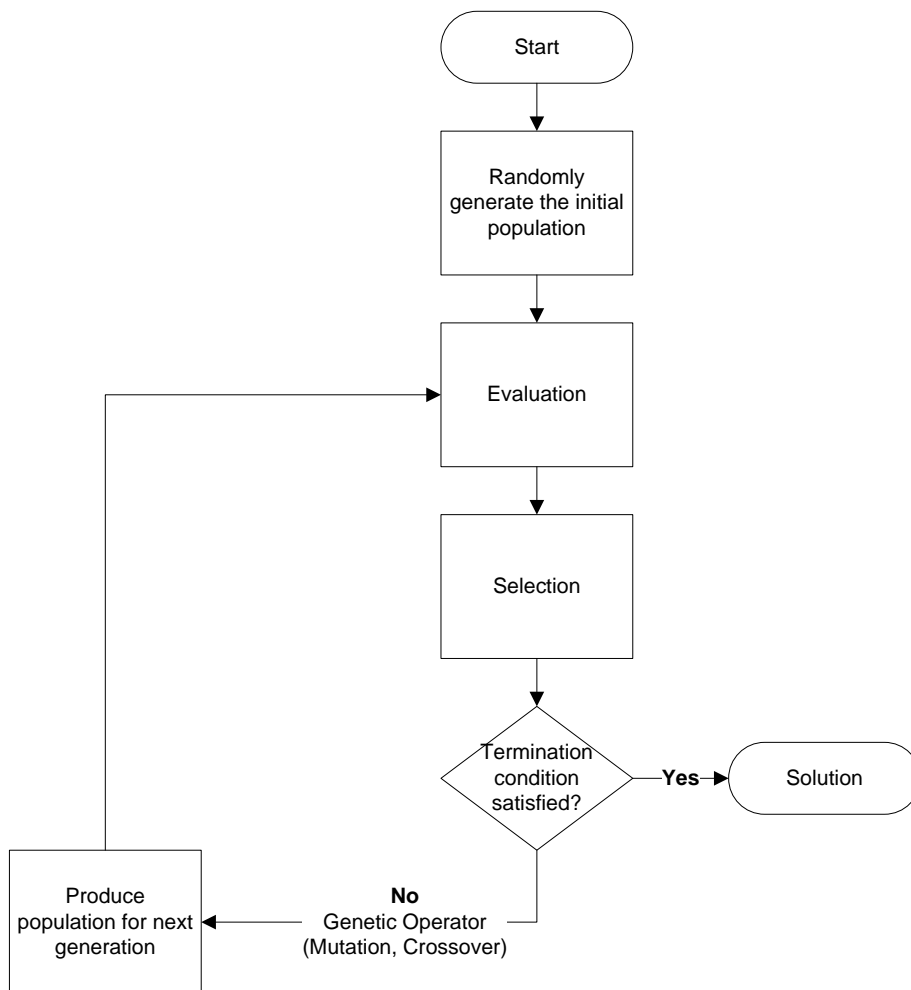 Start
Randomly
generate the initial
population
Evaluation
Selection
Termination
condition
satisfied?
Yes
Solution
No
Genetic Operator
(Mutation, Crossover)
Produce
population for next
generation